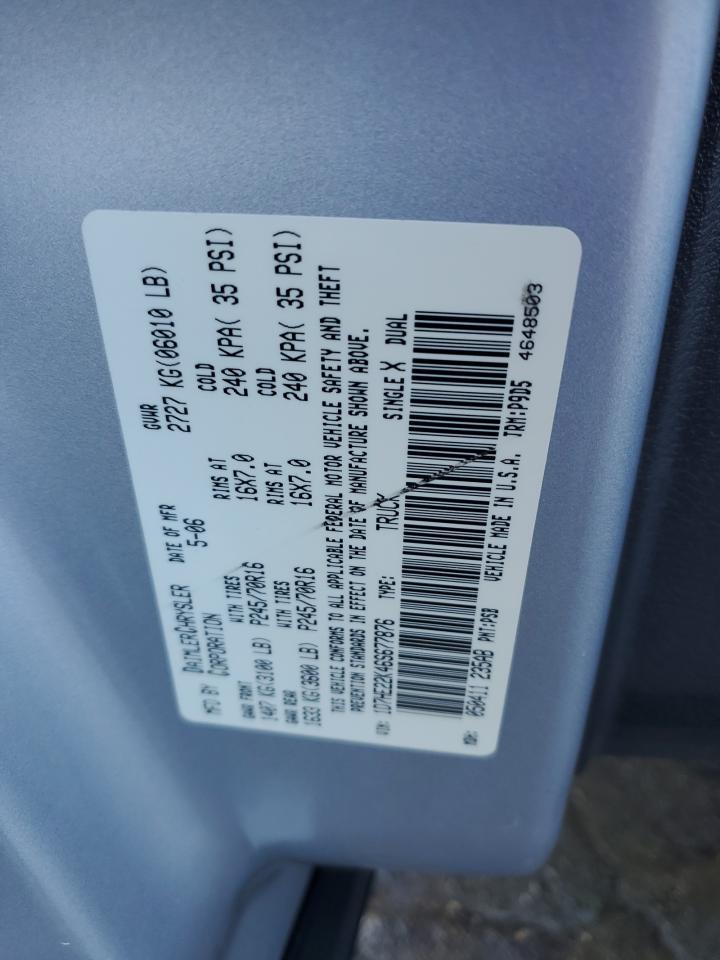 MFD BY DAIMLERCHRYSLER CORPORATION
DATE OF MFR 5-06
GVWR 2727 KG(06010 LB)
GAWR FRONT WITH TIRES RIMS AT COLD
1407 KG(3100 LB) P245/70R16 16X7.0 240 KPA( 35 PSI)
GAWR REAR WITH TIRES RIMS AT COLD
1633 KG(3600 LB) P245/70R16 16X7.0 240 KPA( 35 PSI)
THIS VEHICLE CONFORMS TO ALL APPLICABLE FEDERAL MOTOR VEHICLE SAFETY AND THEFT
PREVENTION STANDARDS IN EFFECT ON THE DATE OF MANUFACTURE SHOWN ABOVE.
VIN: 1D7HE22K46S677876 TYPE: TRUCK SINGLE X DUAL
MDH: 050411 235AB PNT:PSB VEHICLE MADE IN U.S.A. TRM:P9D5 4648503